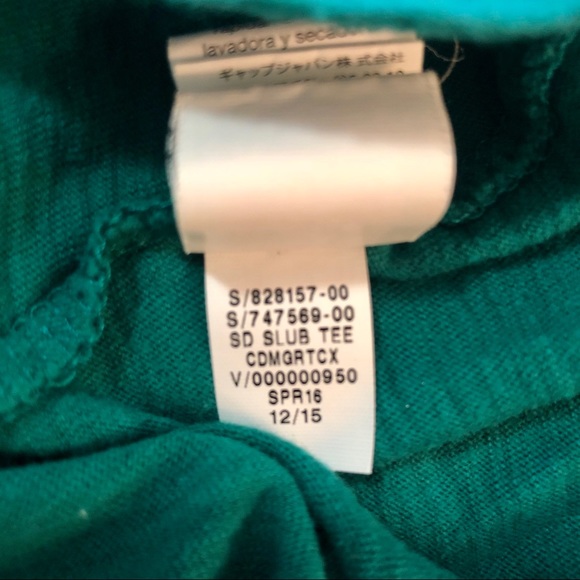 lavadora y secadora
ギャップジャパン株式会社
S/828157-00
S/747569-00
SD SLUB TEE
CDMGRTCX
V/000000950
SPR16
12/15